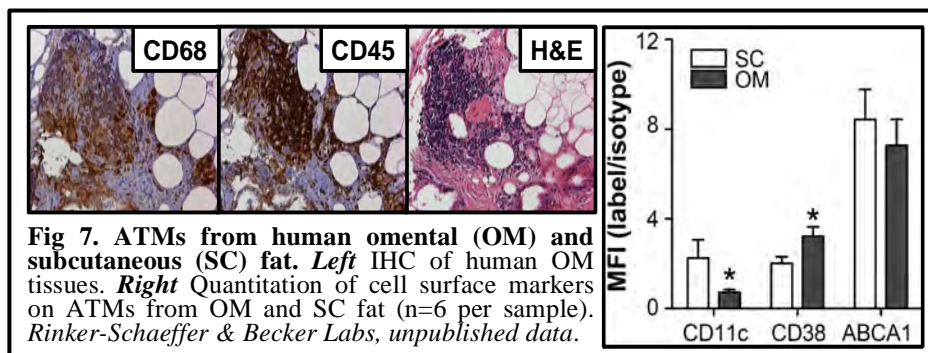 CD68
CD45
H&E
Fig 7. ATMs from human omental (OM) and
subcutaneous (SC) fat. Left IHC of human OM
tissues. Right Quantitation of cell surface markers
on ATMs from OM and SC fat (n=6 per sample).
Rinker-Schaeffer & Becker Labs, unpublished data.
MFI (label/isotype)
12
8
4
0
SC
OM
*
*
CD11c
CD38
ABCA1